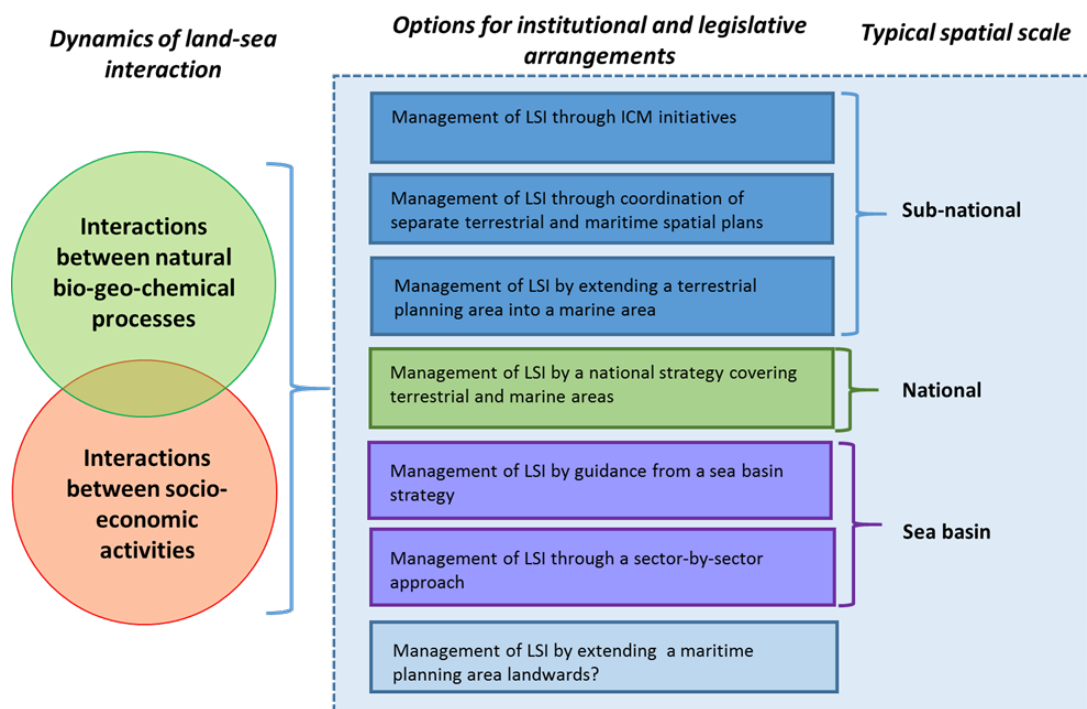 Dynamics of land-sea
interaction
Options for institutional and legislative
arrangements
Typical spatial scale
Interactions
between natural
bio-geo-chemical
processes
Interactions
between socio-
economic
activities
Management of LSI through ICM initiatives
Management of LSI through coordination of
separate terrestrial and maritime spatial plans
Management of LSI by extending a terrestrial
planning area into a marine area
Sub-national
Management of LSI by a national strategy covering
terrestrial and marine areas
National
Management of LSI by guidance from a sea basin
strategy
Management of LSI through a sector-by-sector
approach
Sea basin
Management of LSI by extending  a maritime
planning area landwards?